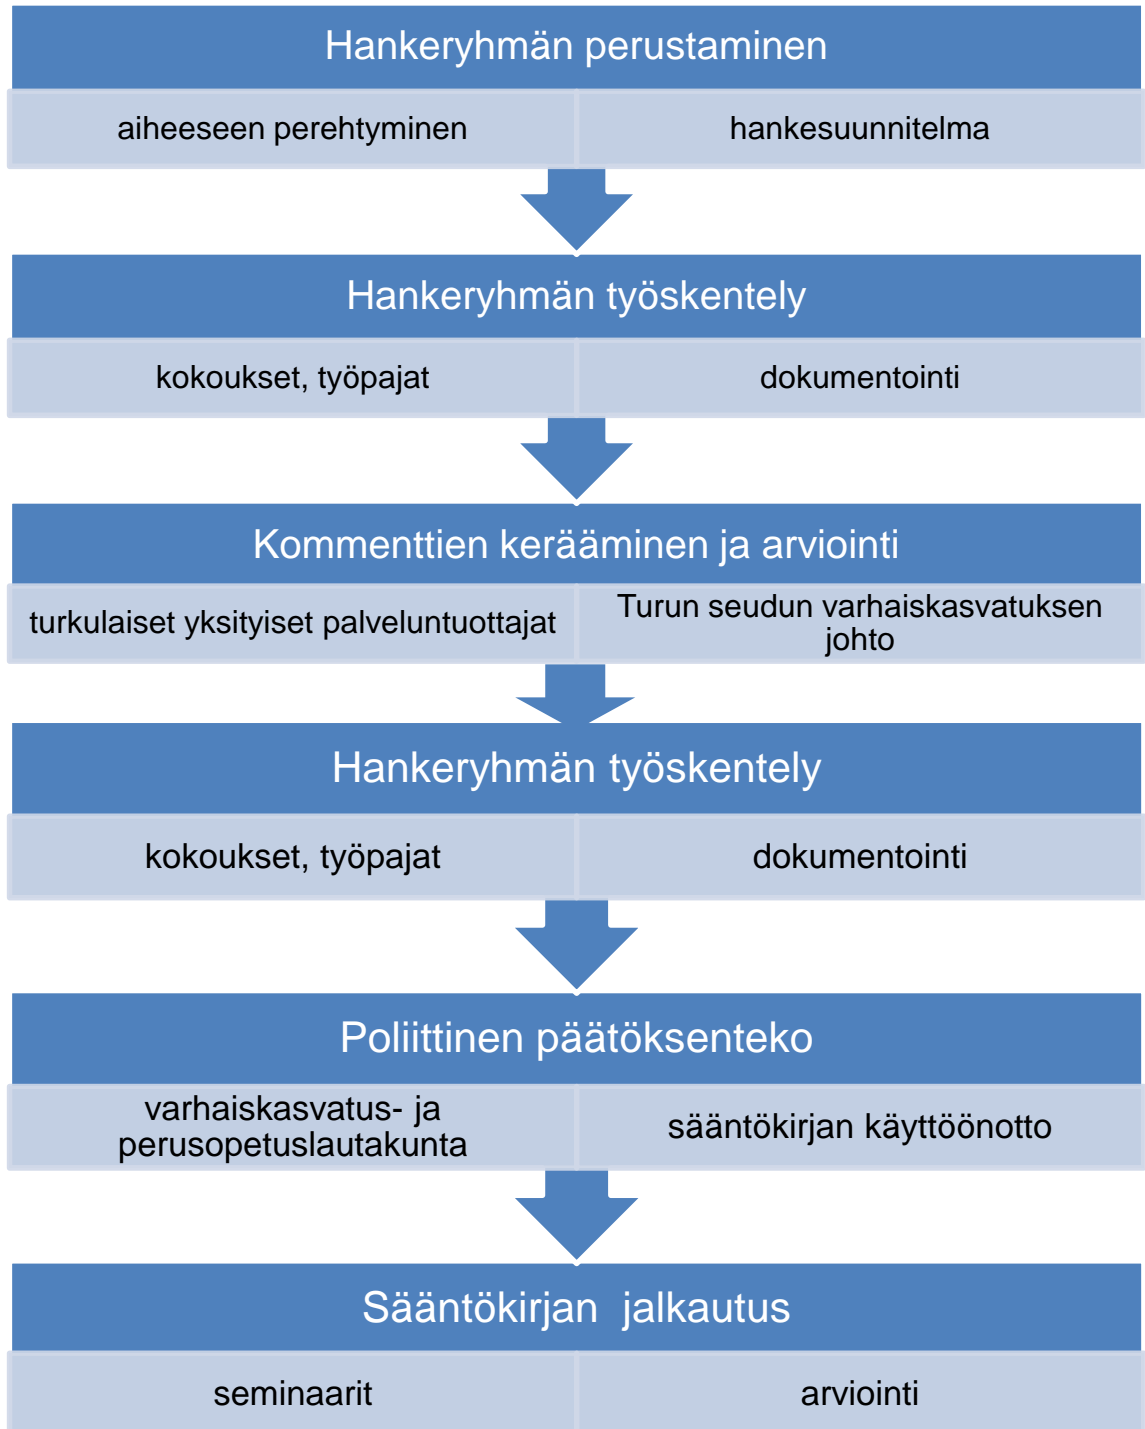 Hankeryhmän perustaminen
aiheeseen perehtyminen
hankesuunnitelma
Hankeryhmän työskentely
kokoukset, työpajat
dokumentointi
Kommenttien kerääminen ja arviointi
turkulaiset yksityiset palveluntuottajat
Turun seudun varhaiskasvatuksen
johto
Hankeryhmän työskentely
kokoukset, työpajat
dokumentointi
Poliittinen päätöksenteko
varhaiskasvatus- ja
perusopetuslautakunta
sääntökirjan käyttöönotto
Sääntökirjan jalkautus
seminaarit
arviointi